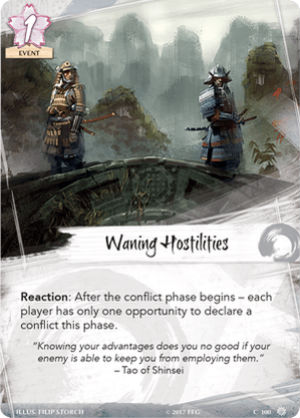 1
EVENT
Waning Hostilities
Reaction: After the conflict phase begins – each
player has only one opportunity to declare a
conflict this phase.
"Knowing your advantages does you no good if your
enemy is able to keep you from employing them."
– Tao of Shinsei
ILLUS. FILIP STORCH © 2017 FFG C 100